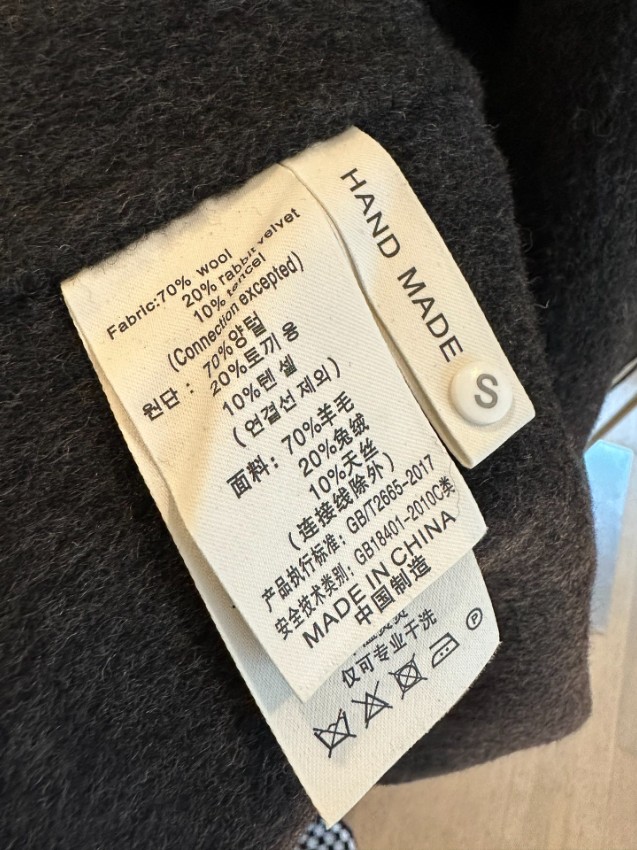 Fabric:70% wool
20% rabbit velvet
10% tencel
(Connection excepted)
원단 : 70%양털
20%토끼 융
10%텐 셀
( 연결선 제외 )
面料: 70%羊毛
20%兔绒
10%天丝
( 连接线除外 )
产品执行标准: GB/T2665-2017
安全技术类别: GB18401-2010C类
MADE IN CHINA
中国制造
仅可专业干洗
P
HAND MADE
S